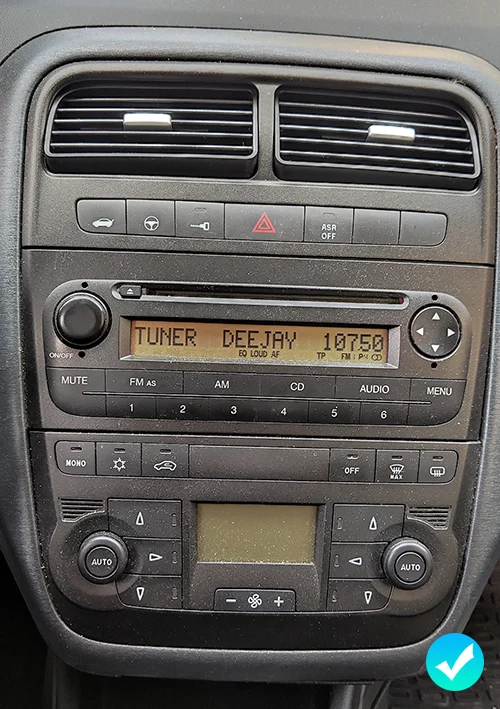 ASR OFF
TUNER DEEJAY 10750
EQ LOUD AF TP FM1P4
ON/OFF
MUTE FM AS AM CD AUDIO MENU
1 2 3 4 5 6
MONO OFF MAX
AUTO AUTO